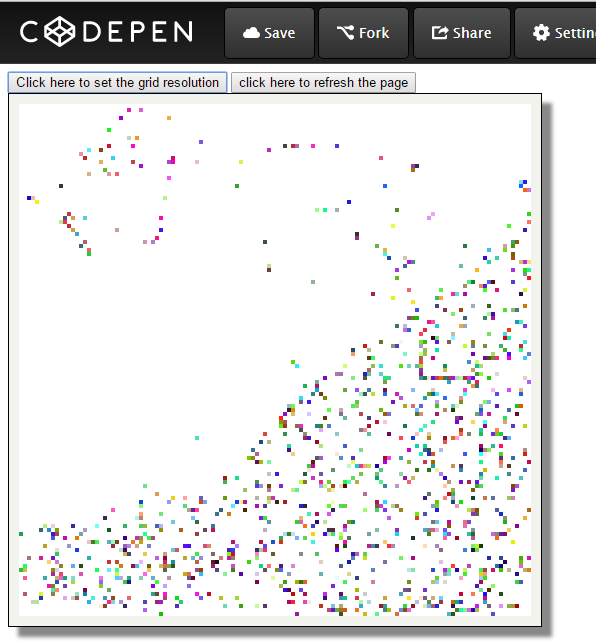 CODEPEN Save Fork Share Settin
Click here to set the grid resolution click here to refresh the page